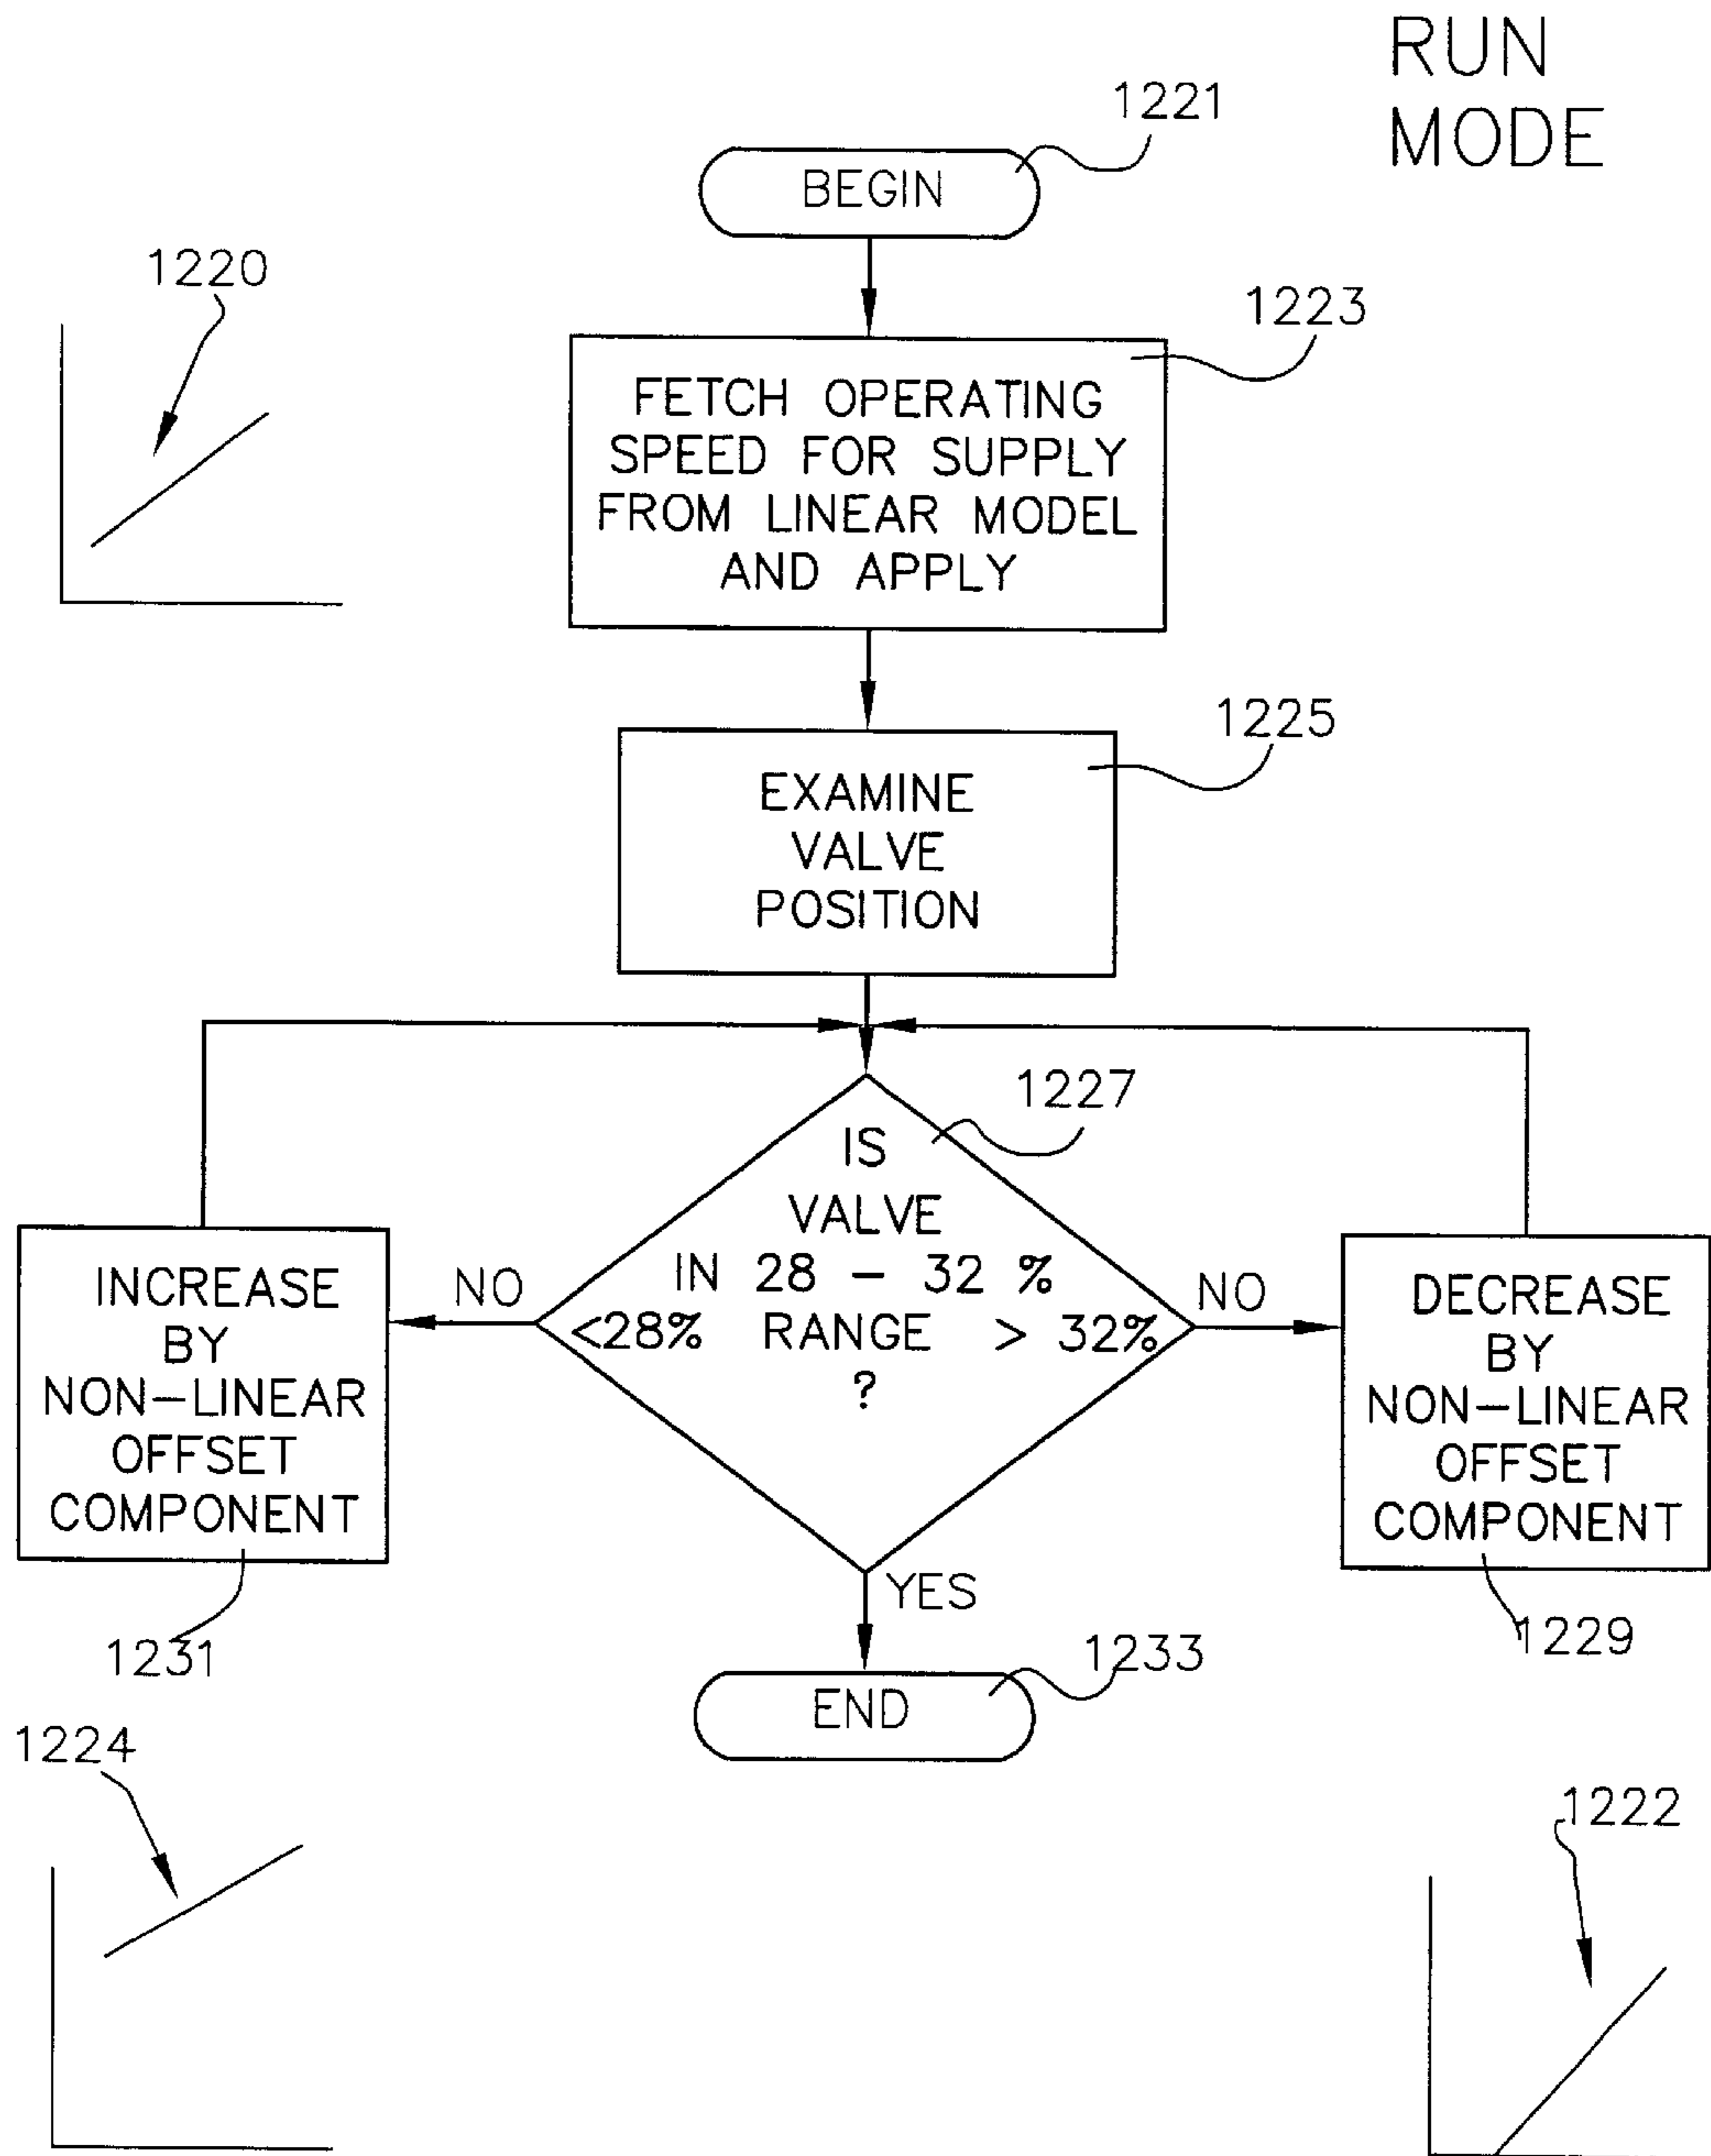 RUN
MODE
1221
BEGIN
1220
1223
FETCH OPERATING
SPEED FOR SUPPLY
FROM LINEAR MODEL
AND APPLY
1225
EXAMINE
VALVE
POSITION
1227
IS
VALVE
IN 28 – 32 %
<28% RANGE > 32%
?
NO
NO
INCREASE
BY
NON–LINEAR
OFFSET
COMPONENT
DECREASE
BY
NON–LINEAR
OFFSET
COMPONENT
YES
1231
1233
1229
END
1224
1222